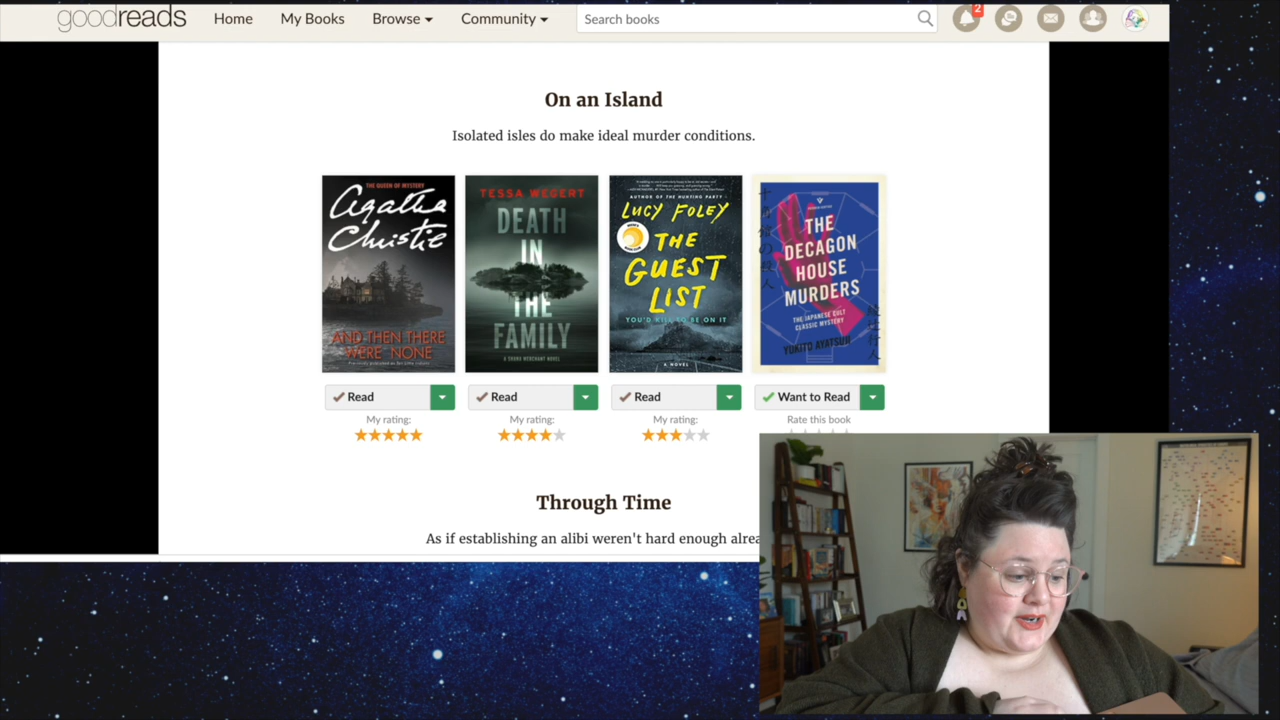 goodreads
Home
My Books
Browse
Community
Search books
2
On an Island
Isolated isles do make ideal murder conditions.
THE QUEEN OF MYSTERY
Agatha
Christie
AND THEN THERE
WERE NONE
TESSA WEGERT
DEATH
IN
THE
FAMILY
A SHANA MERCHANT NOVEL
AUTHOR OF THE HUNTING PARTY
LUCY FOLEY
THE
GUEST
LIST
YOU'D KILL TO BE ON IT
A NOVEL
THE
DECAGON
HOUSE
MURDERS
THE JAPANESE CULT
CLASSIC MYSTERY
YUKITO AYATSUJI
Read
Read
Read
Want to Read
My rating:
My rating:
My rating:
Rate this book
Through Time
As if establishing an alibi weren't hard enough alrea